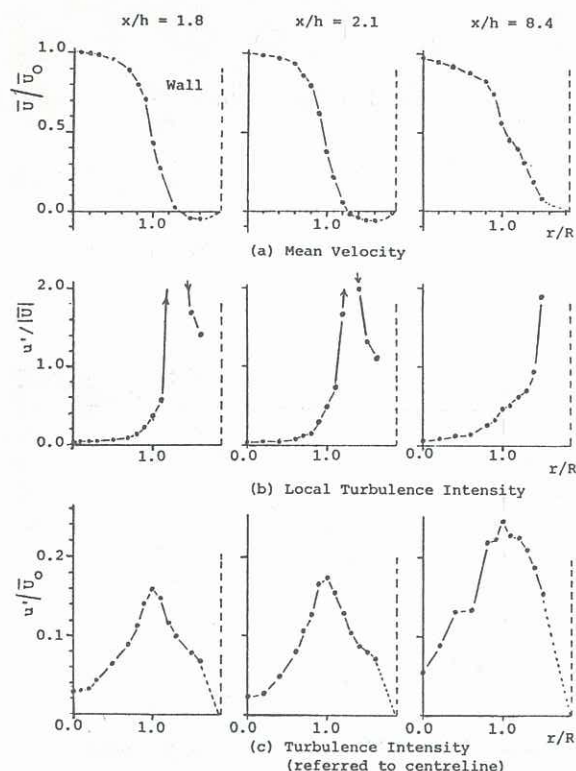 x/h = 1.8 x/h = 2.1 x/h = 8.4
U̅/U̅o
1.0
0.5
0.0
Wall
1.0 1.0 1.0
r/R
(a) Mean Velocity
u'/|U̅|
2.0
1.0
0.0
1.0 0.0 1.0 0.0 1.0
r/R
(b) Local Turbulence Intensity
u'/U̅o
0.2
0.1
0.0 1.0 0.0 1.0 0.0 1.0
r/R
(c) Turbulence Intensity
(referred to centreline)